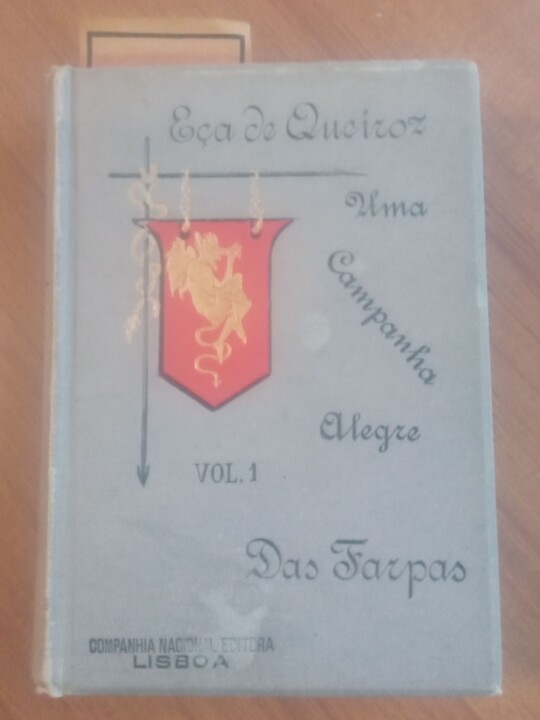 Eça de Queiroz
Uma
Campanha
Alegre
VOL. 1
Das Farpas
COMPANHIA NACIONAL EDITORA
LISBOA